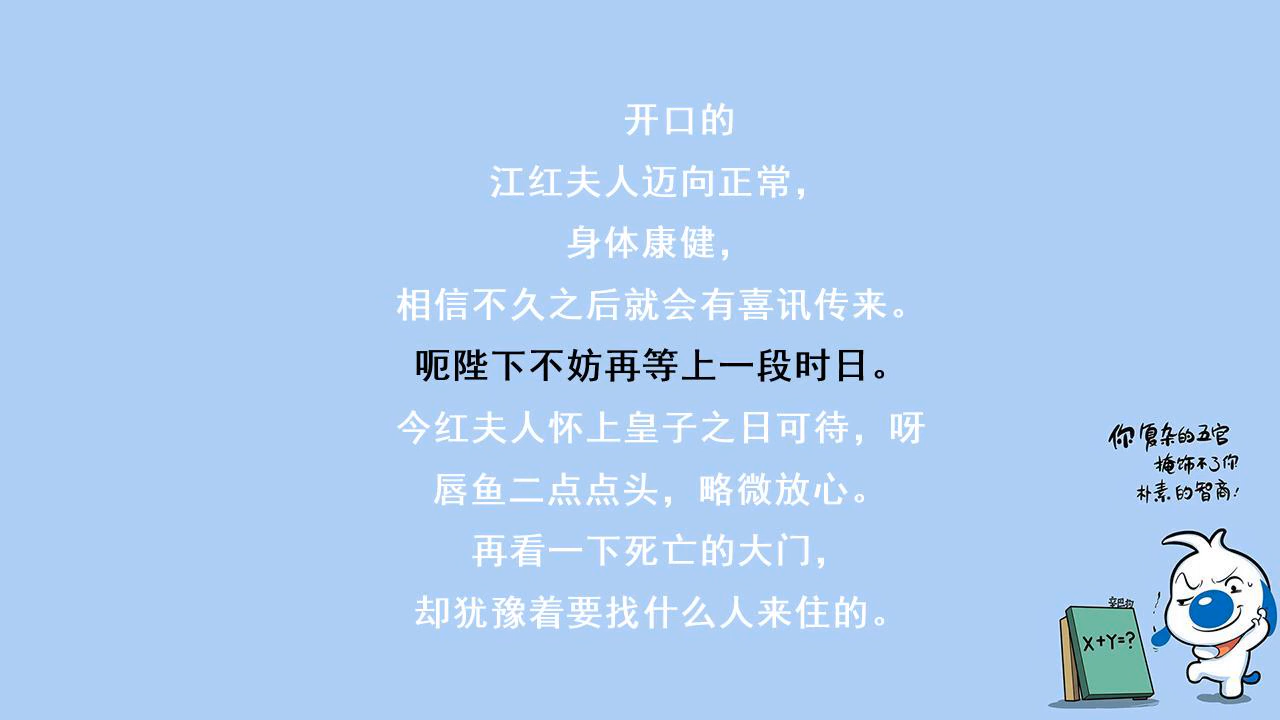 开口的
江红夫人迈向正常，
身体康健，
相信不久之后就会有喜讯传来。
呃陛下不妨再等上一段时日。
今红夫人怀上皇子之日可待，呀
唇鱼二点点头，略微放心。
再看一下死亡的大门，
却犹豫着要找什么人来住的。
你复杂的五官
掩饰不了你
朴素的智商！
X+Y=?